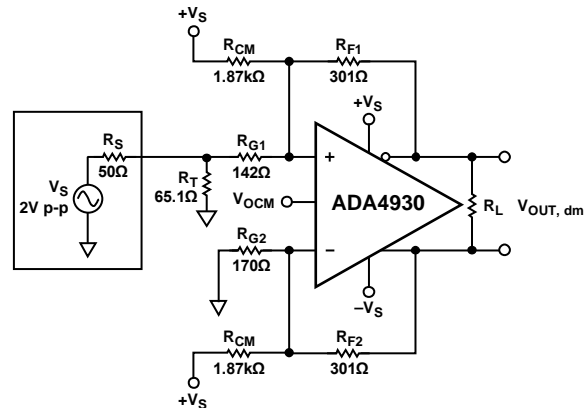 +VS
RCM
1.87kΩ
RF1
301Ω
+VS
RS
50Ω
VS
2V p-p
RT
65.1Ω
RG1
142Ω
+
VOCM
ADA4930
RL
VOUT, dm
RG2
170Ω
–
–VS
RCM
1.87kΩ
RF2
301Ω
+VS